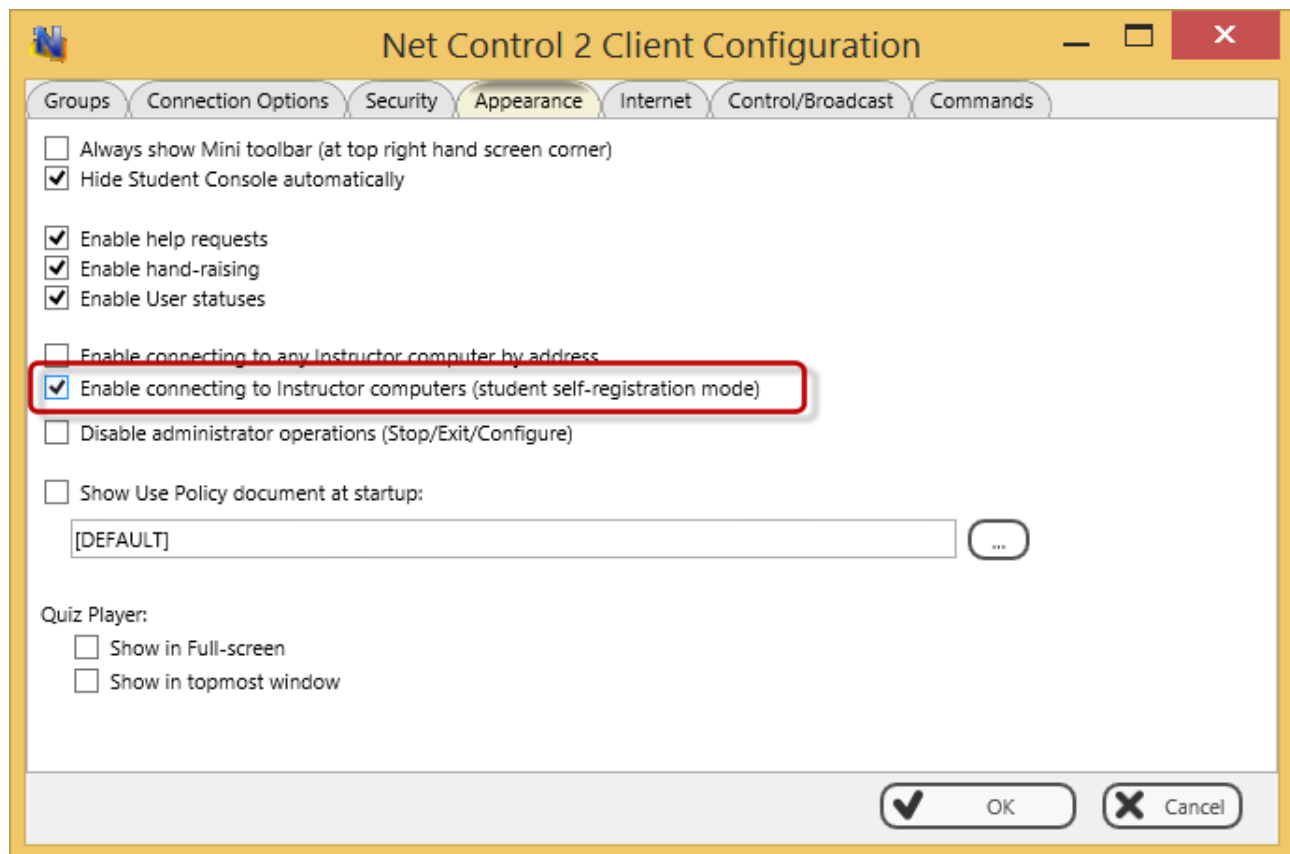 Net Control 2 Client Configuration
Groups Connection Options Security Appearance Internet Control/Broadcast Commands
Always show Mini toolbar (at top right hand screen corner)
Hide Student Console automatically
Enable help requests
Enable hand-raising
Enable User statuses
Enable connecting to any Instructor computer by address
Enable connecting to Instructor computers (student self-registration mode)
Disable administrator operations (Stop/Exit/Configure)
Show Use Policy document at startup:
[DEFAULT] ...
Quiz Player:
Show in Full-screen
Show in topmost window
OK Cancel